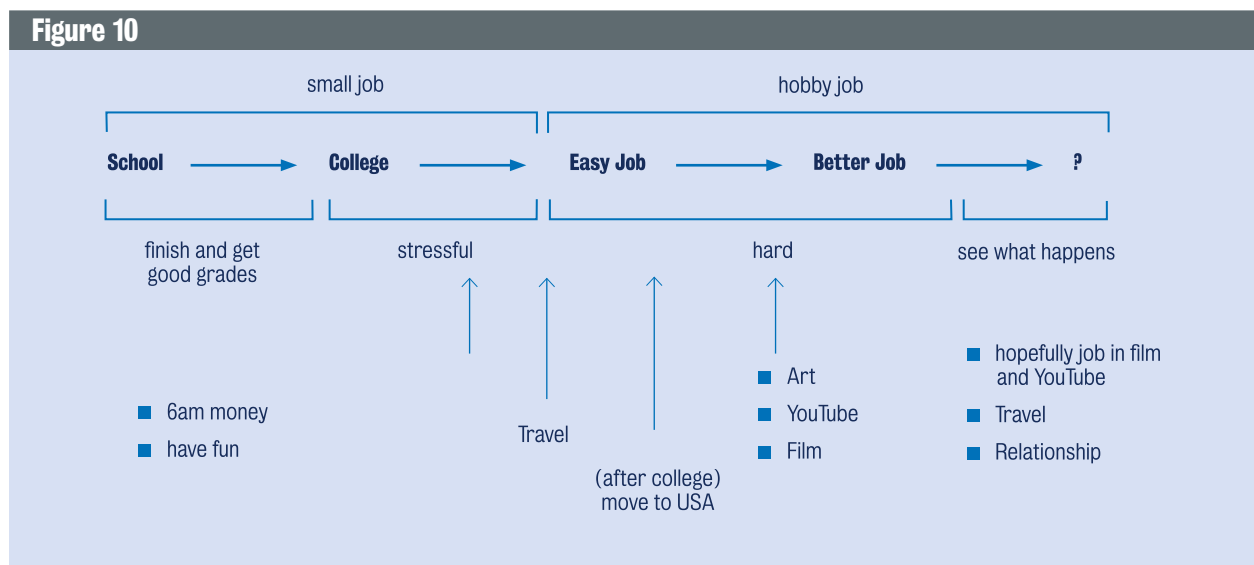 Figure 10
small job
hobby job
School
College
Easy Job
Better Job
?
finish and get
good grades
stressful
hard
see what happens
6am money
have fun
Travel
(after college)
move to USA
Art
YouTube
Film
hopefully job in film
and YouTube
Travel
Relationship